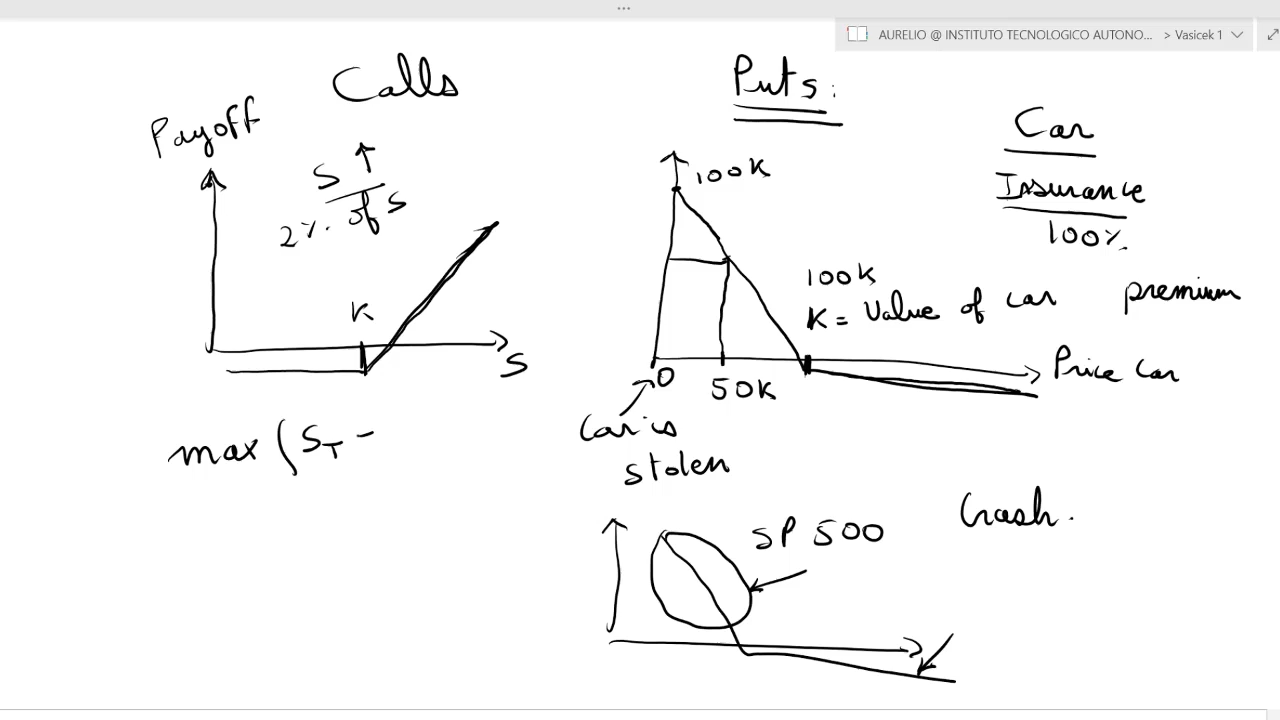 AURELIO @ INSTITUTO TECNOLOGICO AUTONO... > Vasicek 1
Calls
Payoff
S ↑
2% of S
K
S
max (S_T -
Puts:
100K
Car
Insurance
100%
100K
K = Value of car premium
Price Car
0
50K
Car is
stolen
SP 500
Crash.